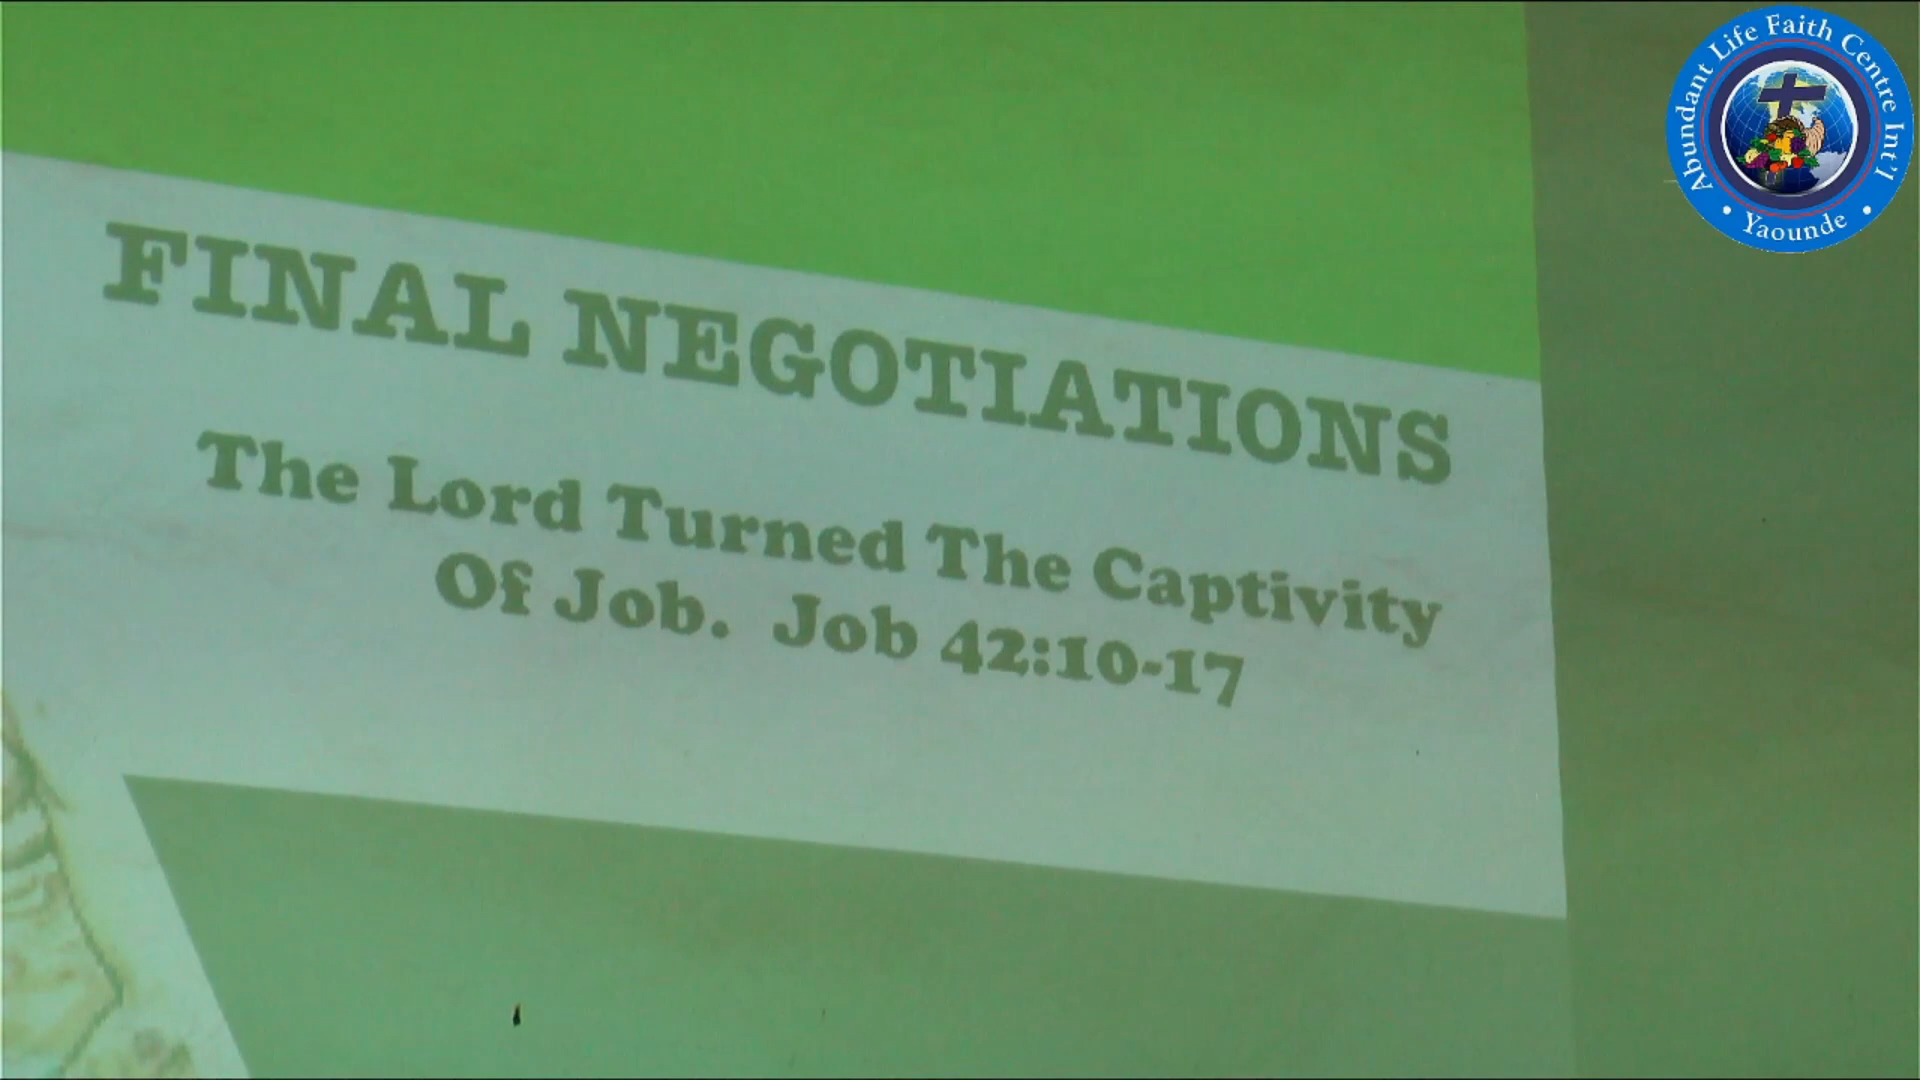 Abundant Life Faith Centre Int'l
• Yaounde •
FINAL NEGOTIATIONS
The Lord Turned The Captivity
Of Job. Job 42:10-17